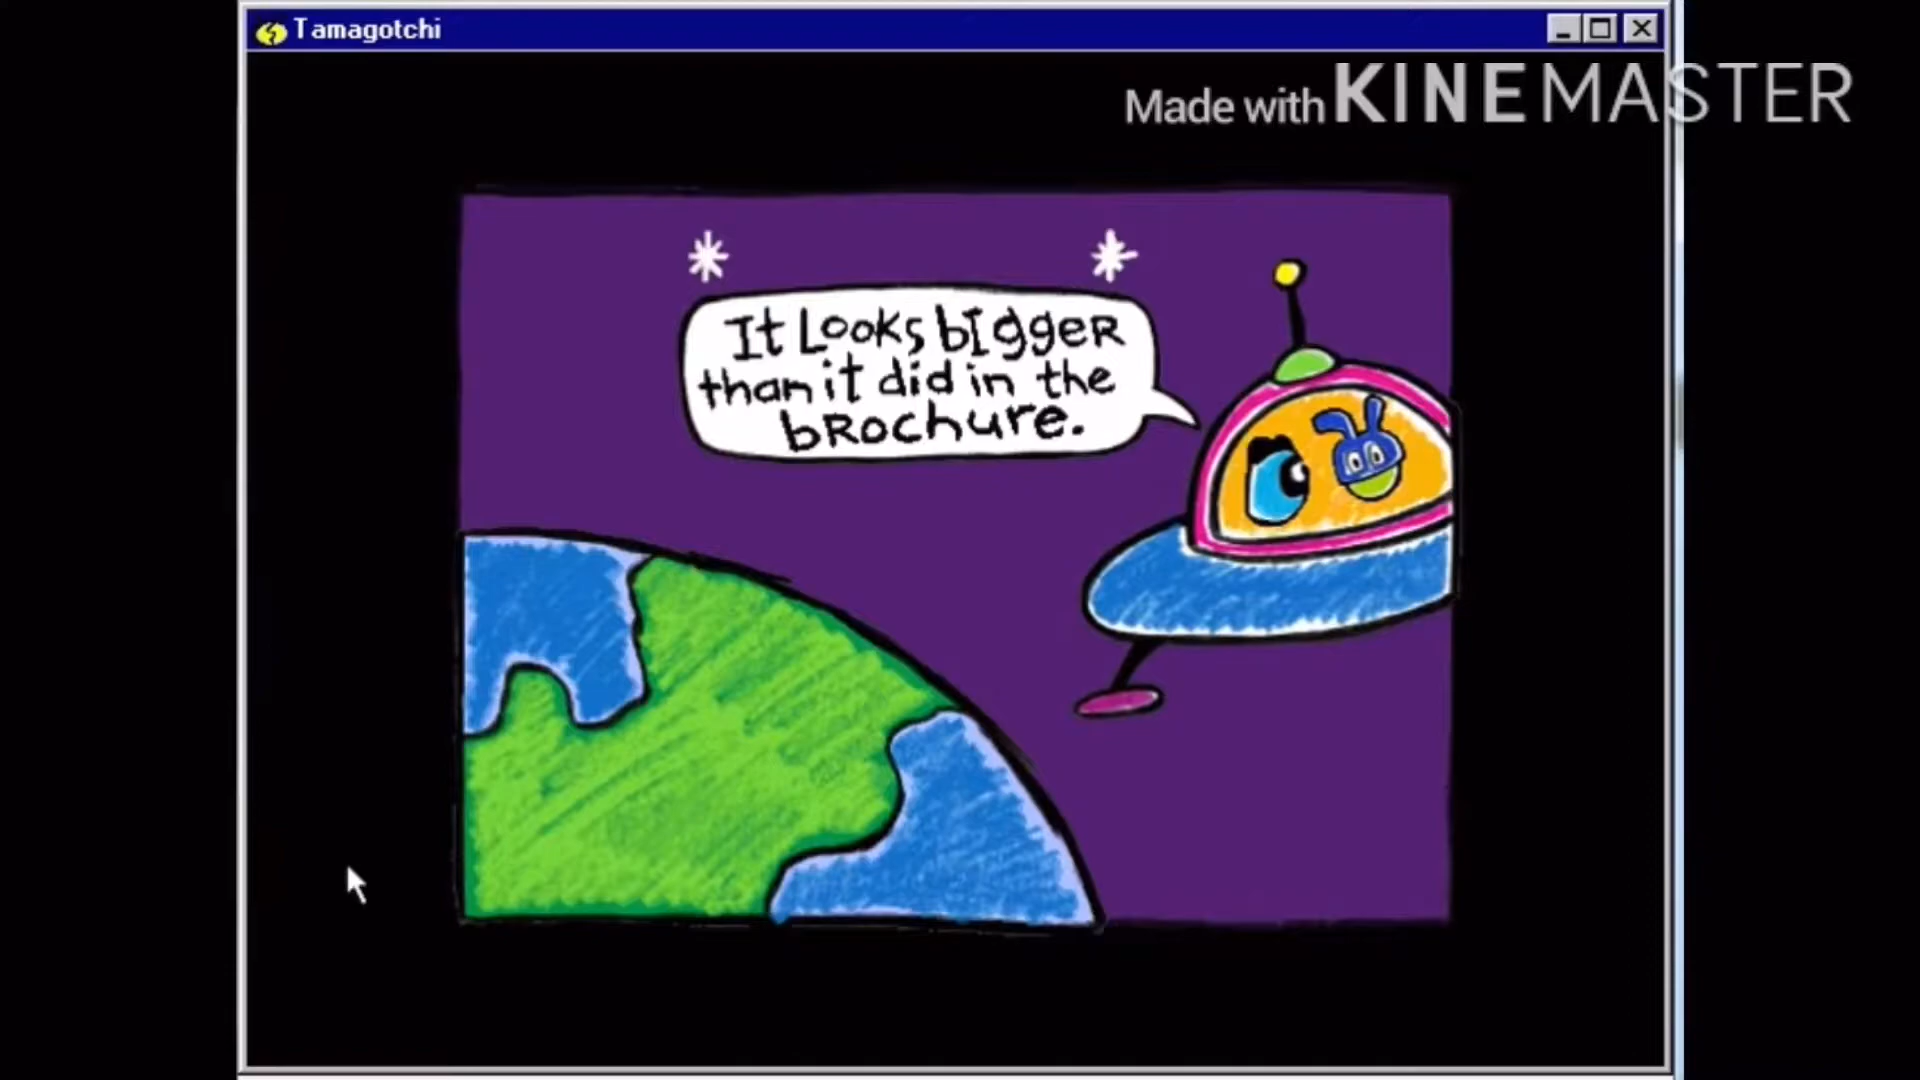 Tamagotchi
Made with KINEMASTER
It Looks bIggeR
than it did in the
bRochure.